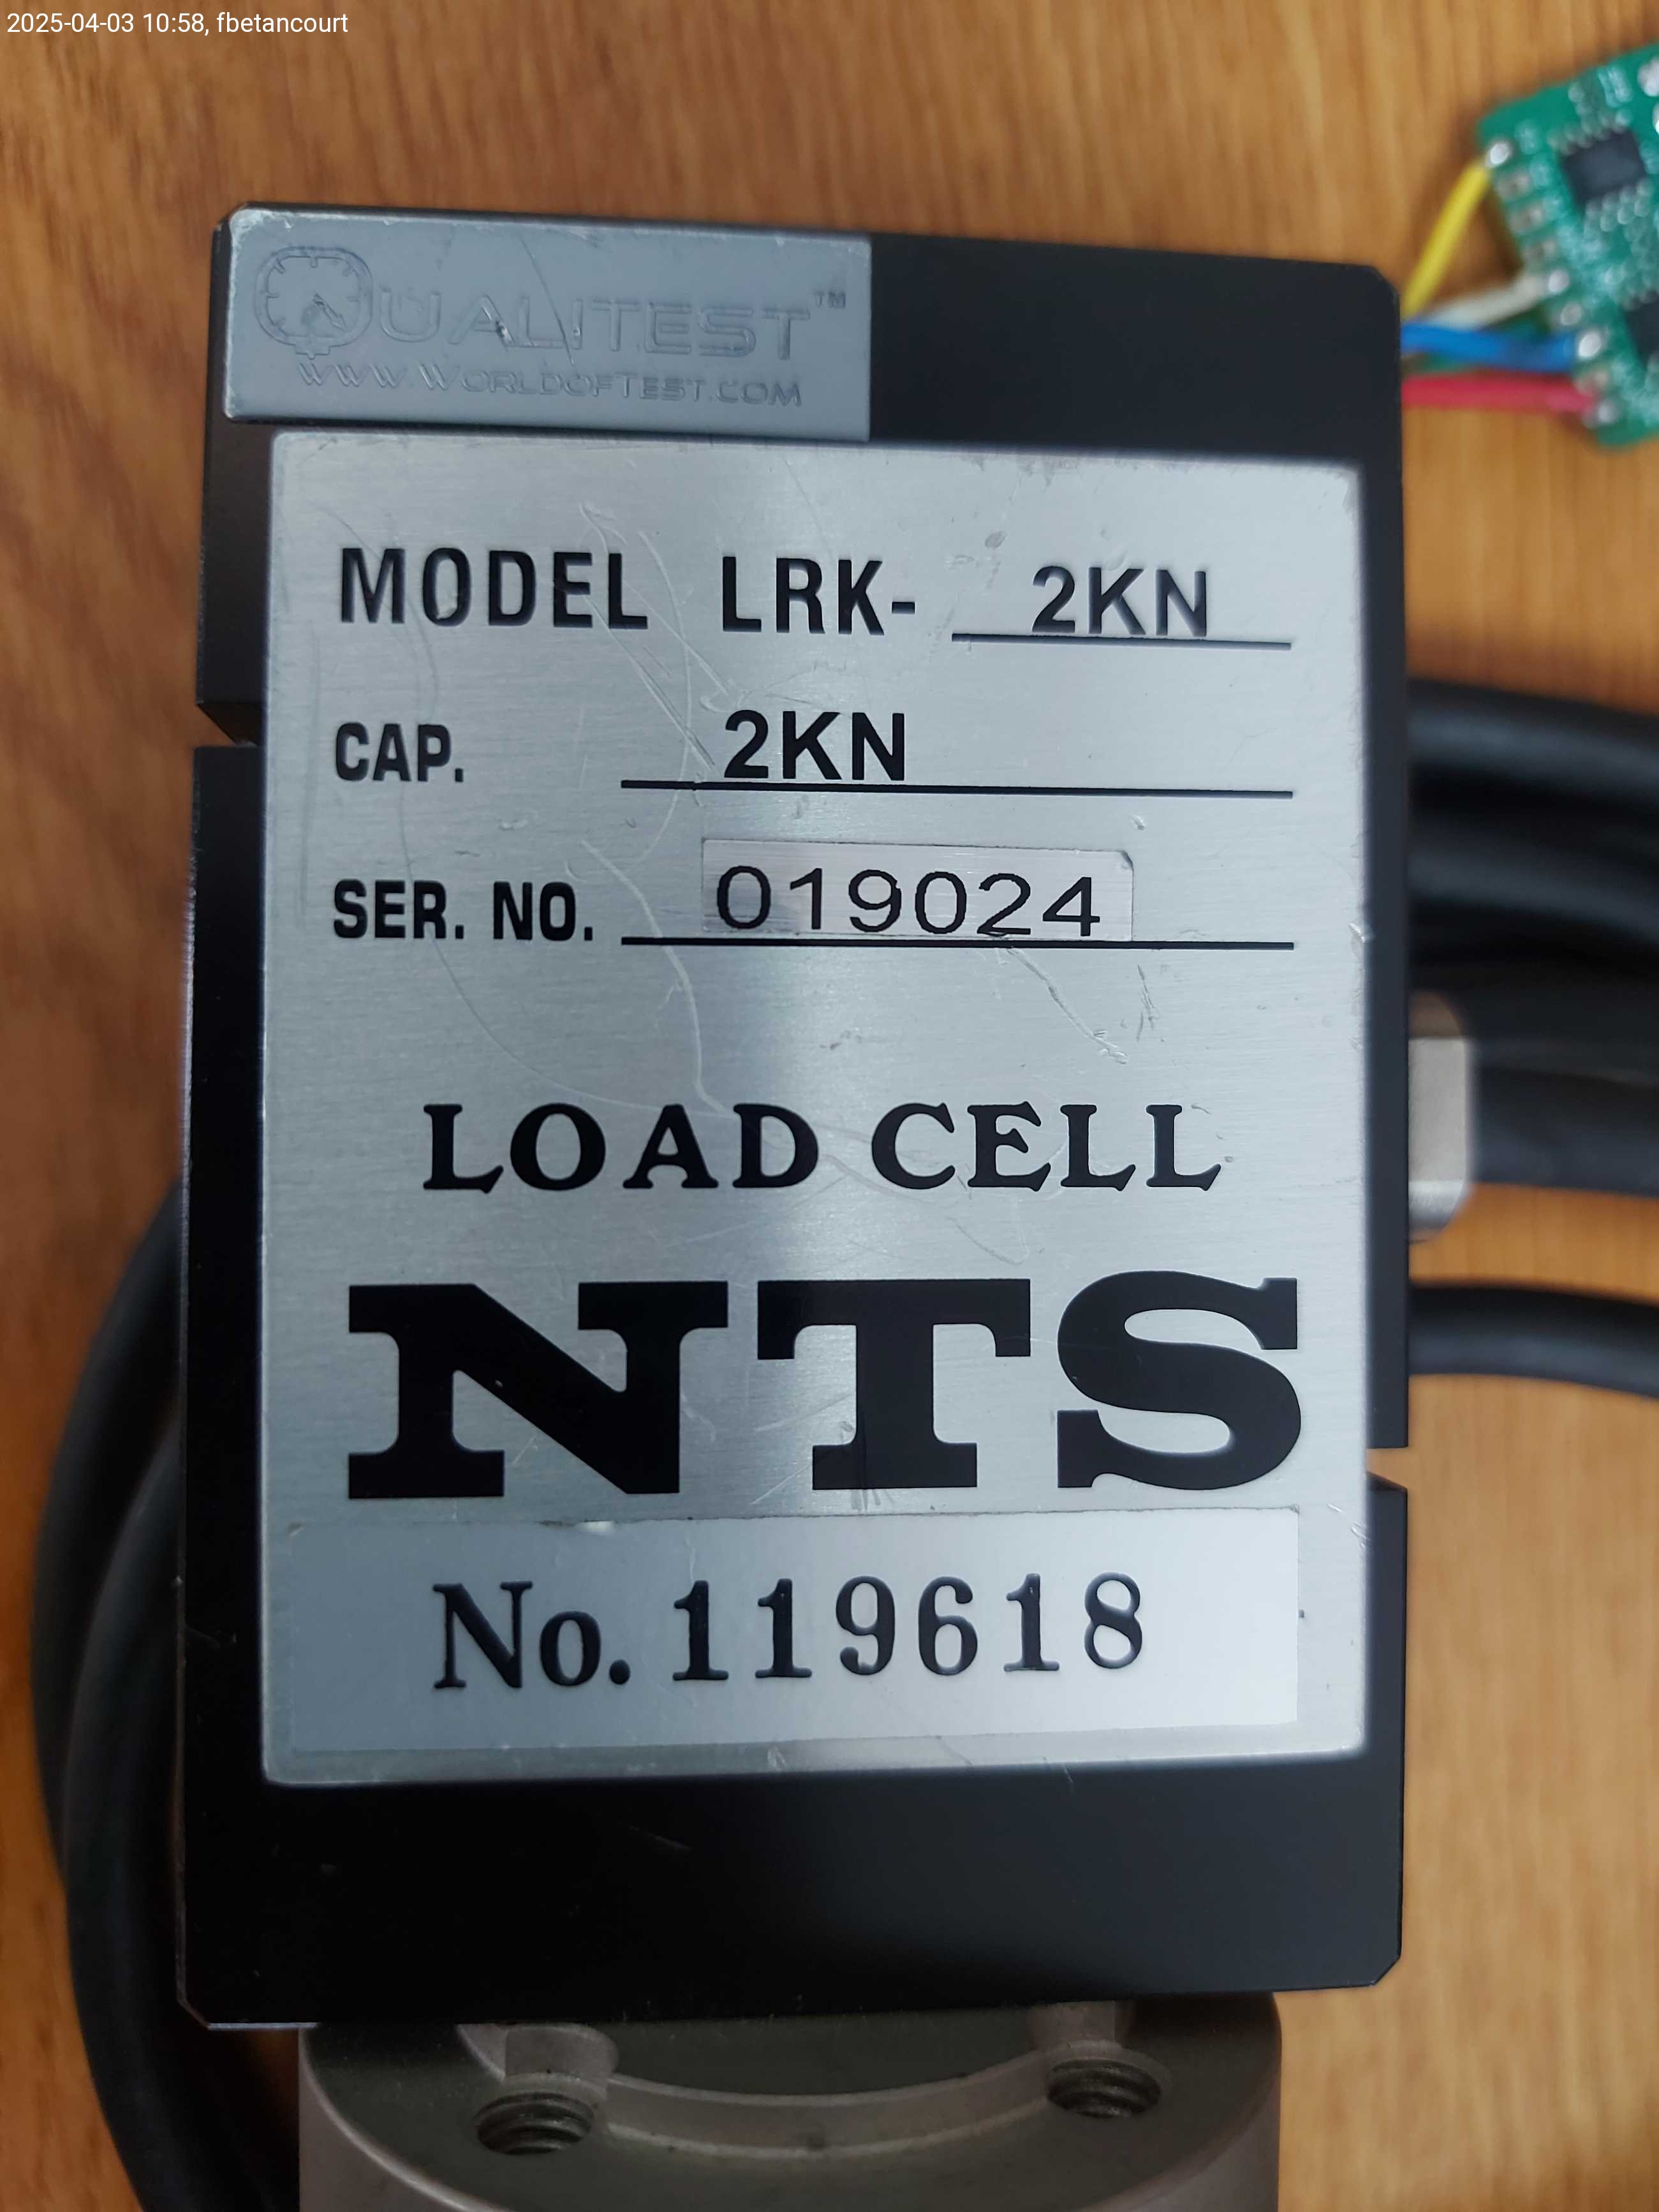 2025-04-03 10:58, fbetancourt
QUALITEST™
WWW.WORLDOFTEST.COM
MODEL LRK- 2KN
CAP. 2KN
SER. NO. 019024
LOAD CELL
NTS
No. 119618